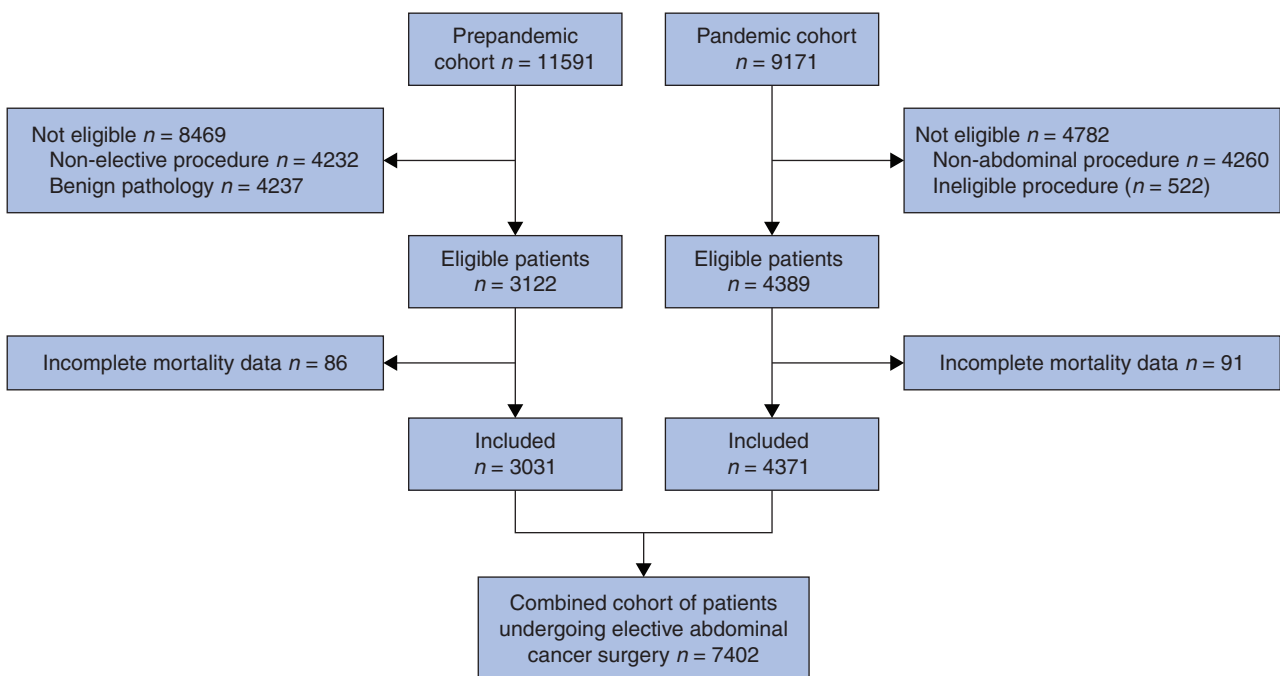 Prepandemic
cohort n = 11591
Pandemic cohort
n = 9171
Not eligible n = 8469
Non-elective procedure n = 4232
Benign pathology n = 4237
Not eligible n = 4782
Non-abdominal procedure n = 4260
Ineligible procedure (n = 522)
Eligible patients
n = 3122
Eligible patients
n = 4389
Incomplete mortality data n = 86
Incomplete mortality data n = 91
Included
n = 3031
Included
n = 4371
Combined cohort of patients
undergoing elective abdominal
cancer surgery n = 7402